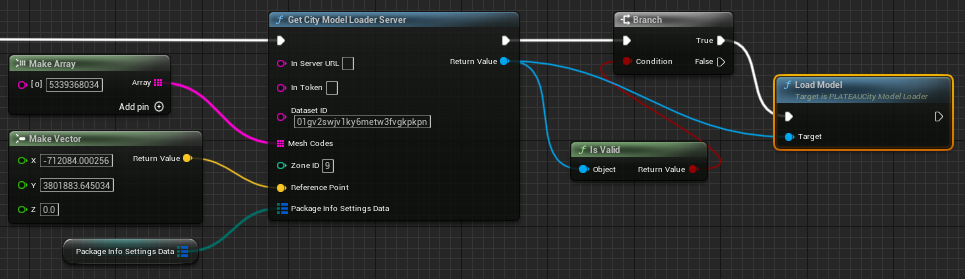 Get City Model Loader Server
In Server URL
Return Value
In Token
Dataset ID
01gv2swjv1ky6metw3fvgkpkpn
Mesh Codes
Zone ID 9
Reference Point
Package Info Settings Data
Make Array
[0] 5339368034
Array
Add pin
Make Vector
X -712084.000256
Return Value
Y 3801883.645034
Z 0.0
Package Info Settings Data
Branch
True
Condition
False
Is Valid
Object
Return Value
Load Model
Target is PLATEAUCity Model Loader
Target